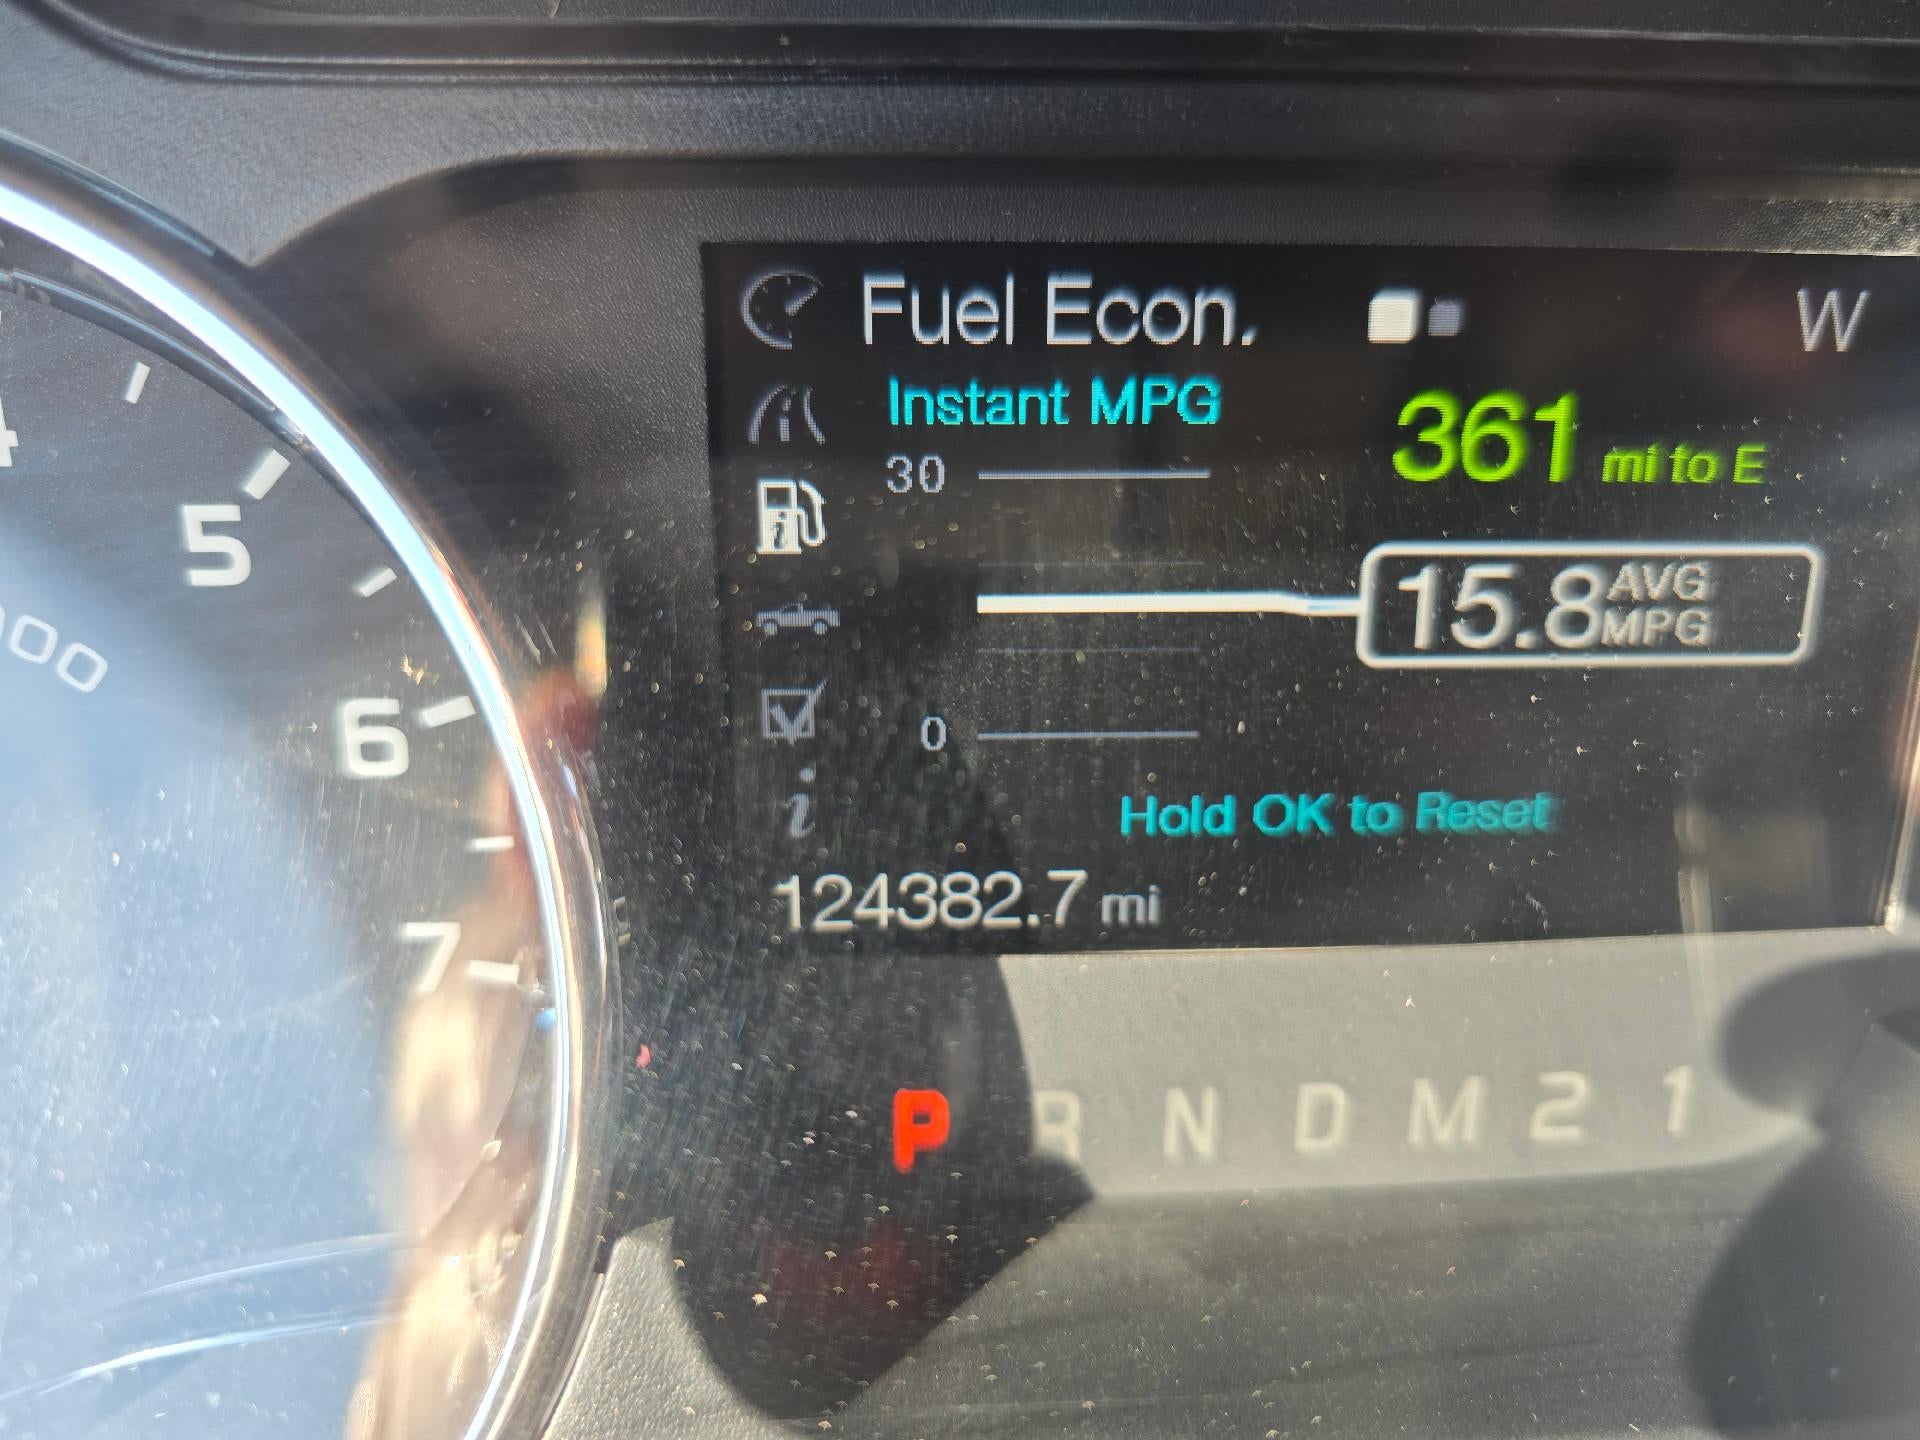 Fuel Econ. W
Instant MPG
361 mi to E
30
15.8 AVG MPG
0
Hold OK to Reset
124382.7 mi
P R N D M 2 1
4
5
6
7